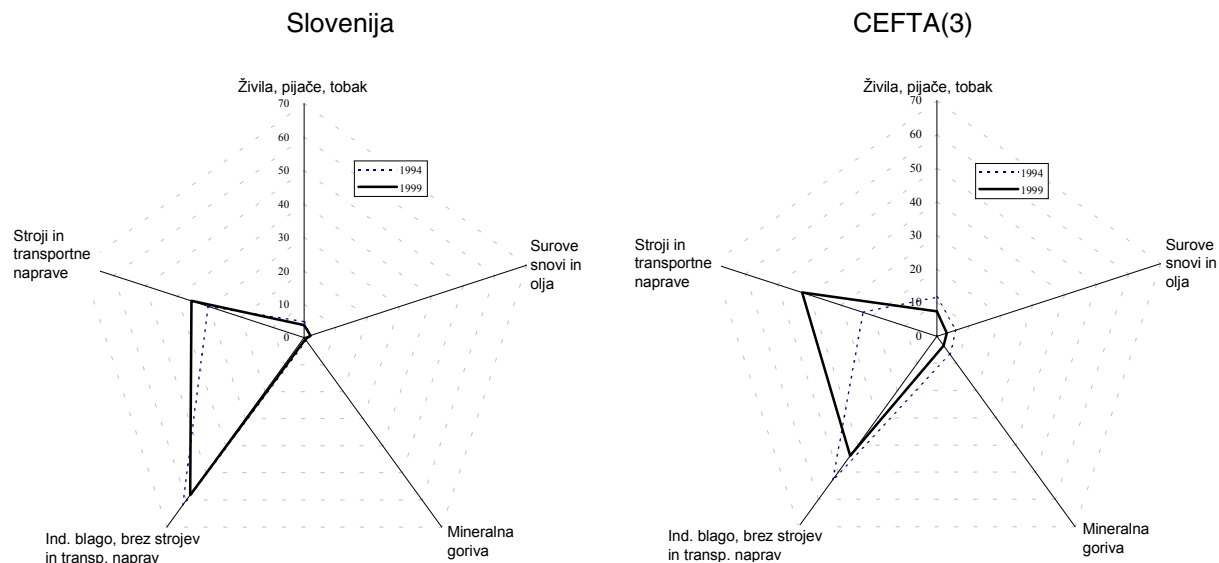 Slovenija
Živila, pijače, tobak
70
60
50
40
30
20
10
0
1994
1999
Stroji in
transportne
naprave
Surove
snovi in
olja
Ind. blago, brez strojev
in transp. naprav
Mineralna
goriva
CEFTA(3)
Živila, pijače, tobak
70
60
50
40
30
20
10
0
1994
1999
Stroji in
transportne
naprave
Surove
snovi in
olja
Ind. blago, brez strojev
in transp. naprav
Mineralna
goriva